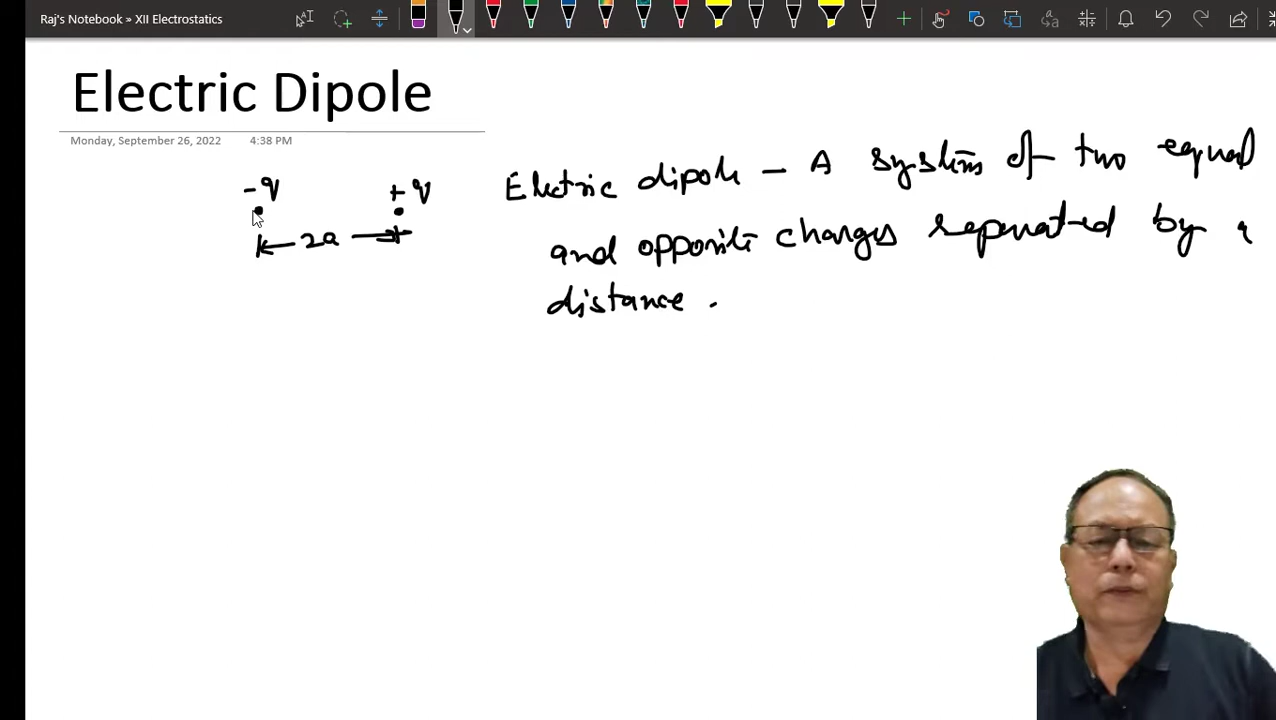 Raj's Notebook » XII Electrostatics
Electric Dipole
Monday, September 26, 2022 4:38 PM
-q +q
2a
Electric dipole - A system of two equal
and opposite charges seperated by a
distance.